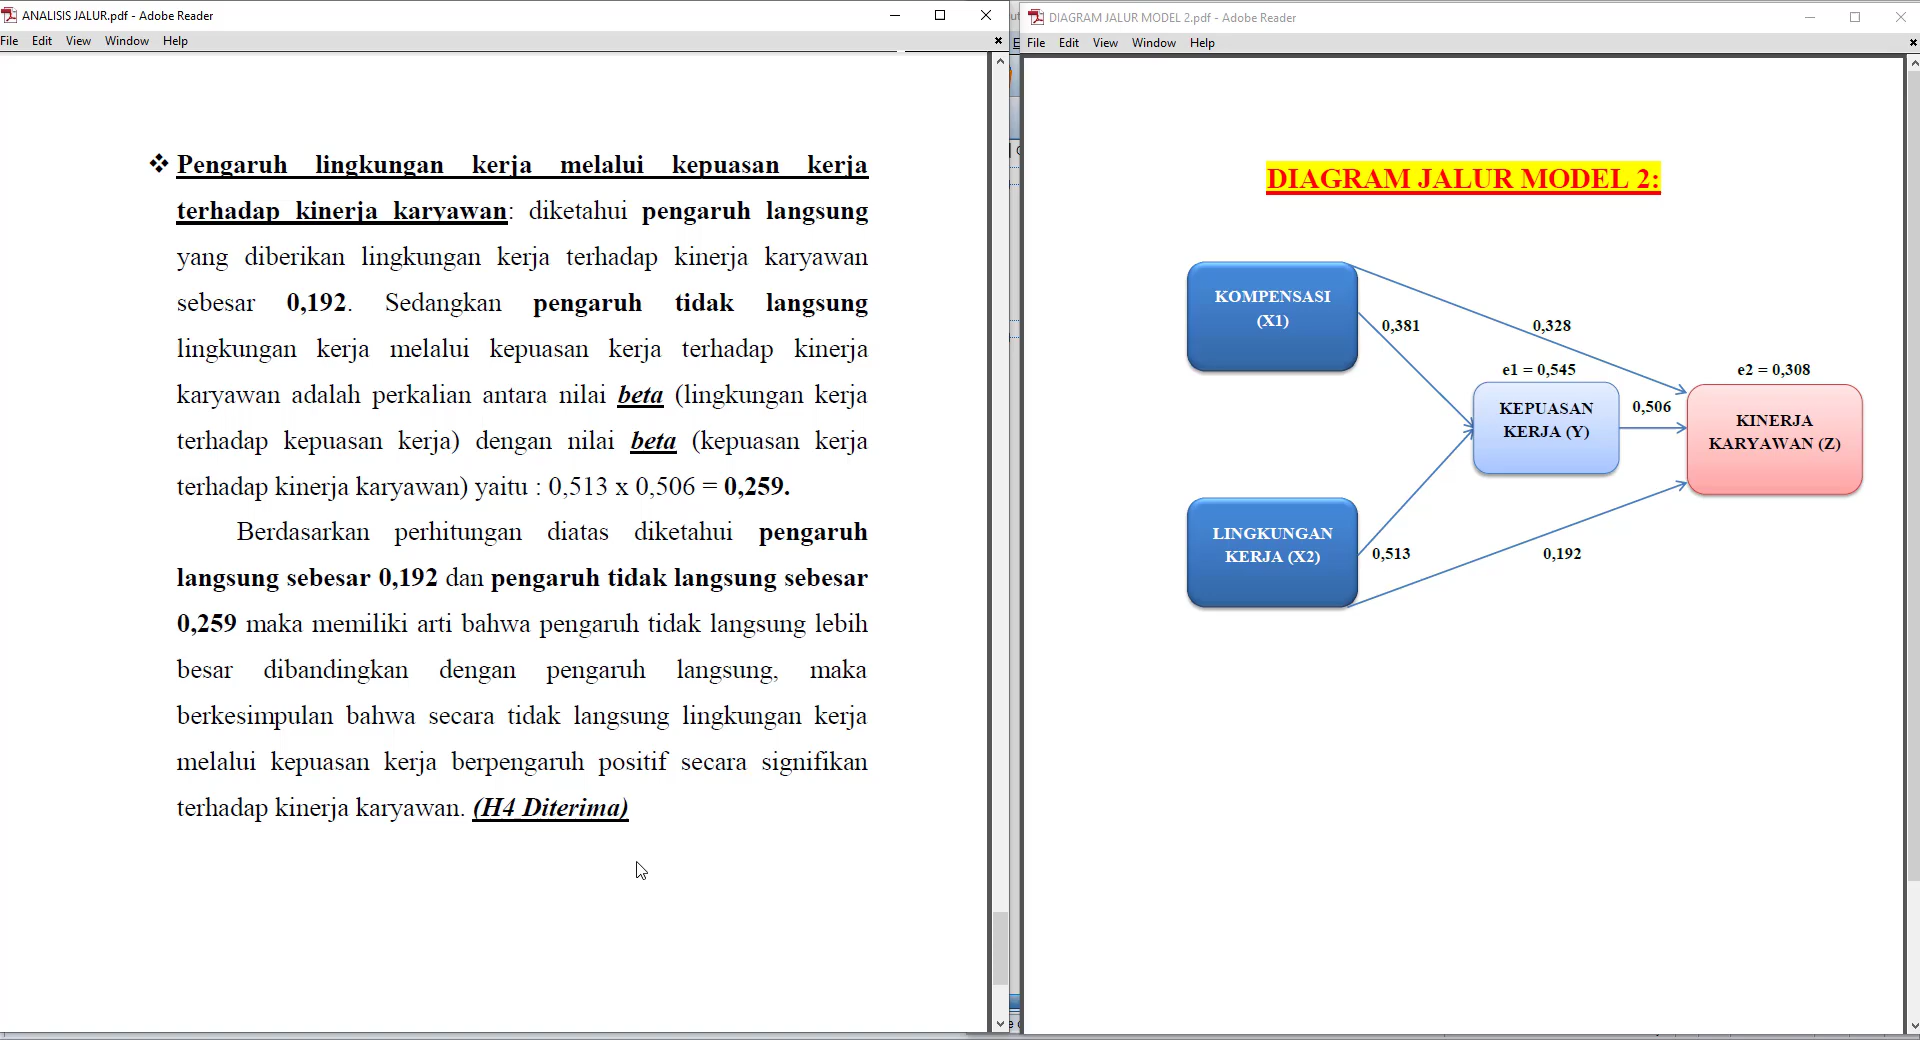 ANALISIS JALUR.pdf - Adobe Reader
File Edit View Window Help
❖ Pengaruh lingkungan kerja melalui kepuasan kerja
terhadap kinerja karyawan: diketahui pengaruh langsung
yang diberikan lingkungan kerja terhadap kinerja karyawan
sebesar 0,192. Sedangkan pengaruh tidak langsung
lingkungan kerja melalui kepuasan kerja terhadap kinerja
karyawan adalah perkalian antara nilai beta (lingkungan kerja
terhadap kepuasan kerja) dengan nilai beta (kepuasan kerja
terhadap kinerja karyawan) yaitu : 0,513 x 0,506 = 0,259.
Berdasarkan perhitungan diatas diketahui pengaruh
langsung sebesar 0,192 dan pengaruh tidak langsung sebesar
0,259 maka memiliki arti bahwa pengaruh tidak langsung lebih
besar dibandingkan dengan pengaruh langsung, maka
berkesimpulan bahwa secara tidak langsung lingkungan kerja
melalui kepuasan kerja berpengaruh positif secara signifikan
terhadap kinerja karyawan. (H4 Diterima)
DIAGRAM JALUR MODEL 2.pdf - Adobe Reader
File Edit View Window Help
DIAGRAM JALUR MODEL 2:
KOMPENSASI
(X1)
0,381
0,328
e1 = 0,545
e2 = 0,308
KEPUASAN
KERJA (Y)
0,506
KINERJA
KARYAWAN (Z)
LINGKUNGAN
KERJA (X2)
0,513
0,192